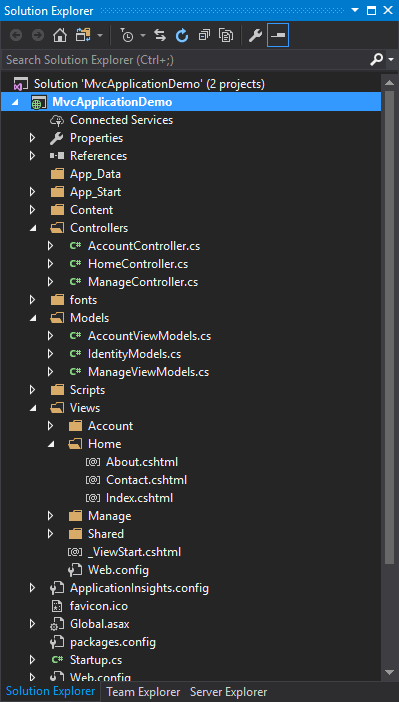 Solution Explorer
Search Solution Explorer (Ctrl+;)
Solution 'MvcApplicationDemo' (2 projects)
MvcApplicationDemo
Connected Services
Properties
References
App_Data
App_Start
Content
Controllers
C# AccountController.cs
C# HomeController.cs
C# ManageController.cs
fonts
Models
C# AccountViewModels.cs
C# IdentityModels.cs
C# ManageViewModels.cs
Scripts
Views
Account
Home
[@] About.cshtml
[@] Contact.cshtml
[@] Index.cshtml
Manage
Shared
[@] _ViewStart.cshtml
Web.config
ApplicationInsights.config
favicon.ico
Global.asax
packages.config
C# Startup.cs
Web.config
Solution Explorer Team Explorer Server Explorer